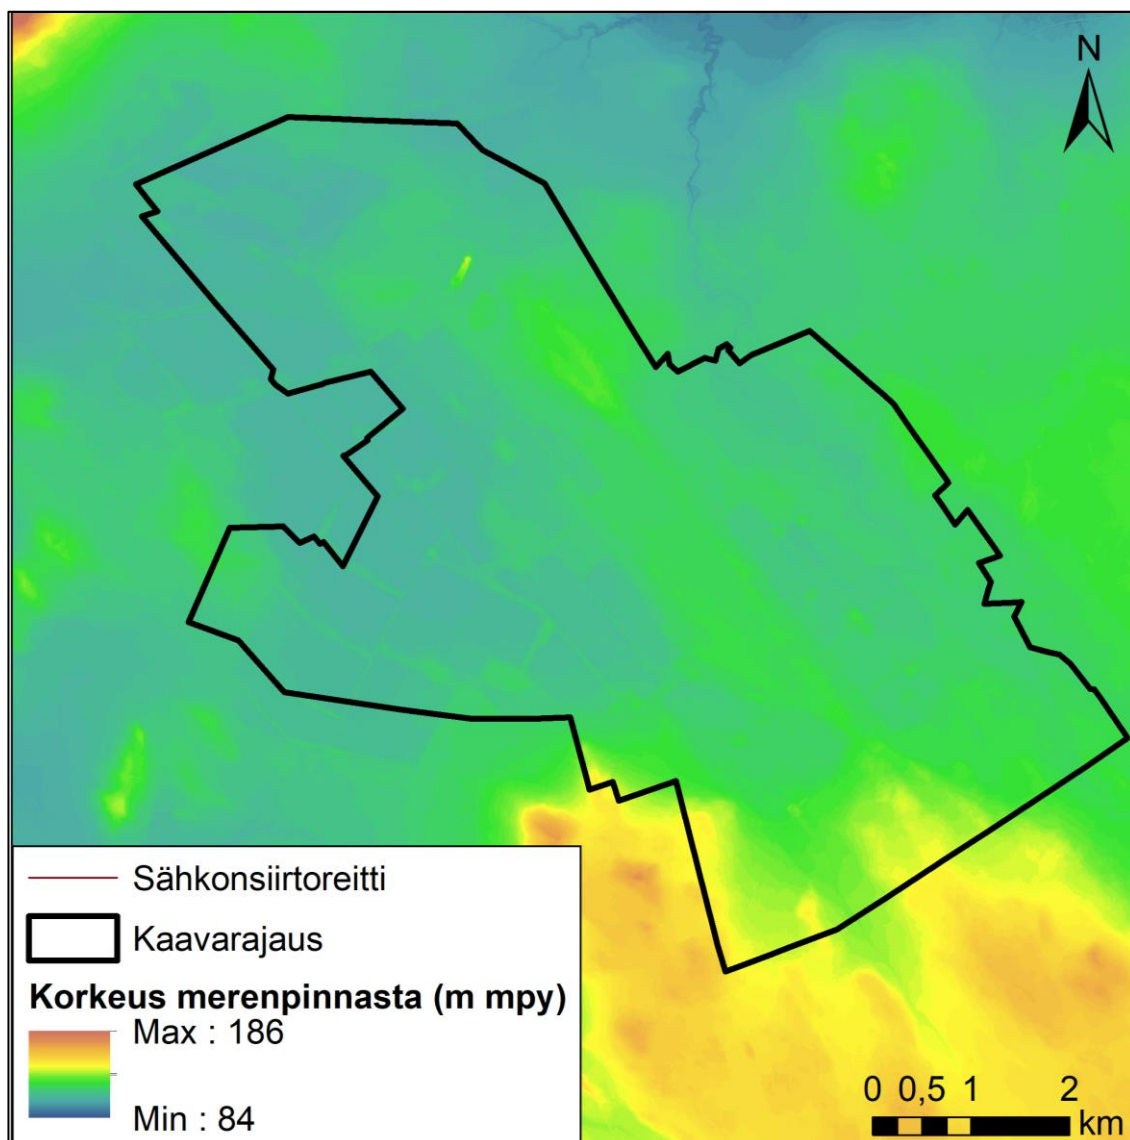 N
Sähkonsiirtoreitti
Kaavarajaus
Korkeus merenpinnasta (m mpy)
Max : 186
Min : 84
0 0,5 1 2
km